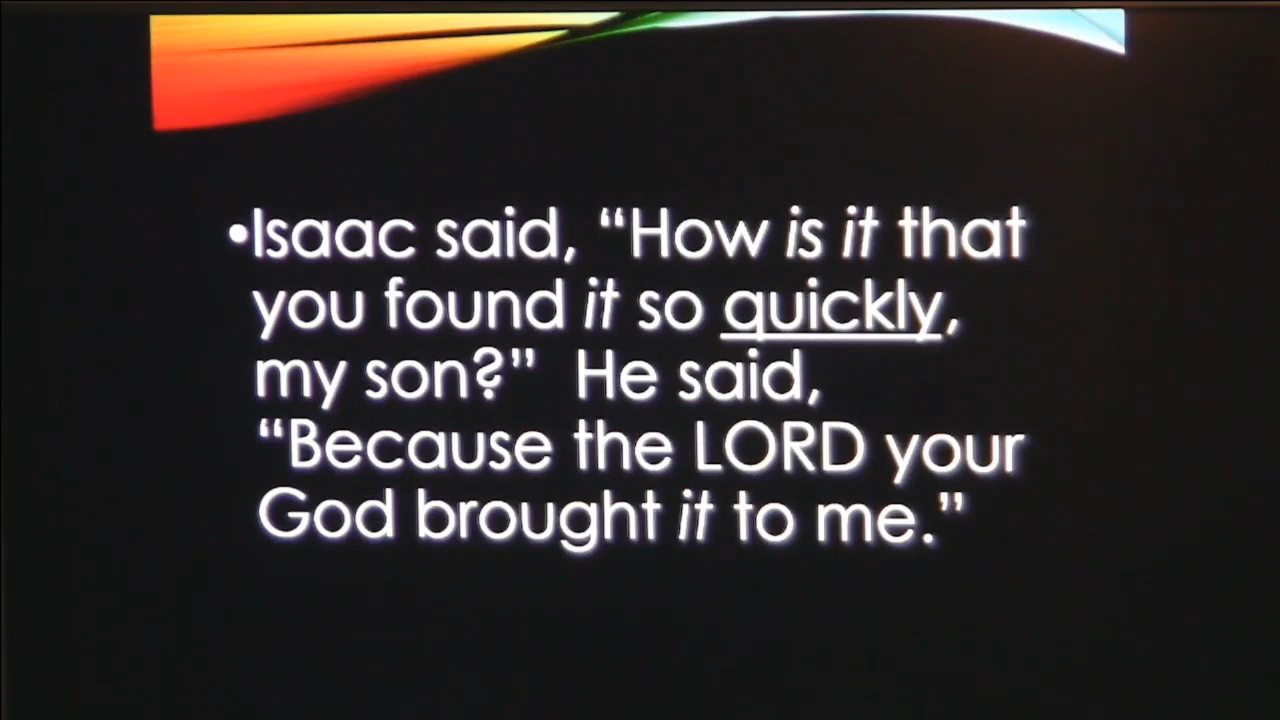 •Isaac said, “How is it that
you found it so quickly,
my son?”  He said,
“Because the LORD your
God brought it to me.”